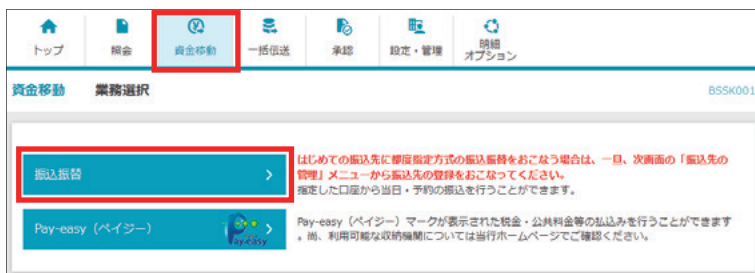 トップ
照会
資金移動
一括伝送
承認
設定・管理
明細
オプション
資金移動 業務選択
BSSK001
振込振替
はじめての振込先に都度指定方式の振込振替をおこなう場合は、一旦、次画面の「振込先の
管理」メニューから振込先の登録をおこなってください。
指定した口座から当日・予約の振込を行うことができます。
Pay-easy（ペイジー）
Pay-easy
Pay-easy（ペイジー）マークが表示された税金・公共料金等の払込みを行うことができます
。尚、利用可能な収納機関については当行ホームページでご確認ください。